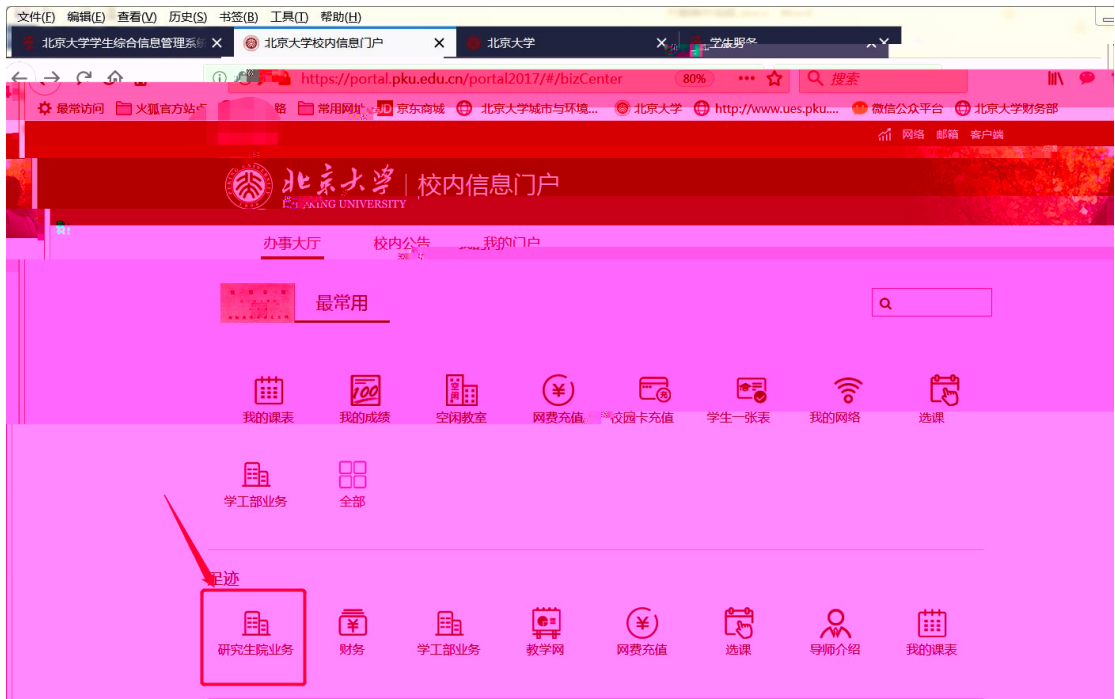 文件(F) 编辑(E) 查看(V) 历史(S) 书签(B) 工具(T) 帮助(H)
北京大学学生综合信息管理系统 北京大学校内信息门户 北京大学
https://portal.pku.edu.cn/portal2017/#/bizCenter 80% 搜索
最常访问 火狐官方站点 常用网址 JD 京东商城 北京大学城市与环境... 北京大学 http://www.ues.pku.... 微信公众平台 北京大学财务部
网络 邮箱 客户端
北京大学 校内信息门户
PEKING UNIVERSITY
办事大厅 校内公告 我的门户
最常用
我的课表 我的成绩 空闲教室 网费充值 校园卡充值 学生一张表 我的网络 选课
学工部业务 全部
足迹
研究生院业务 财务 学工部业务 教学网 网费充值 选课 导师介绍 我的课表